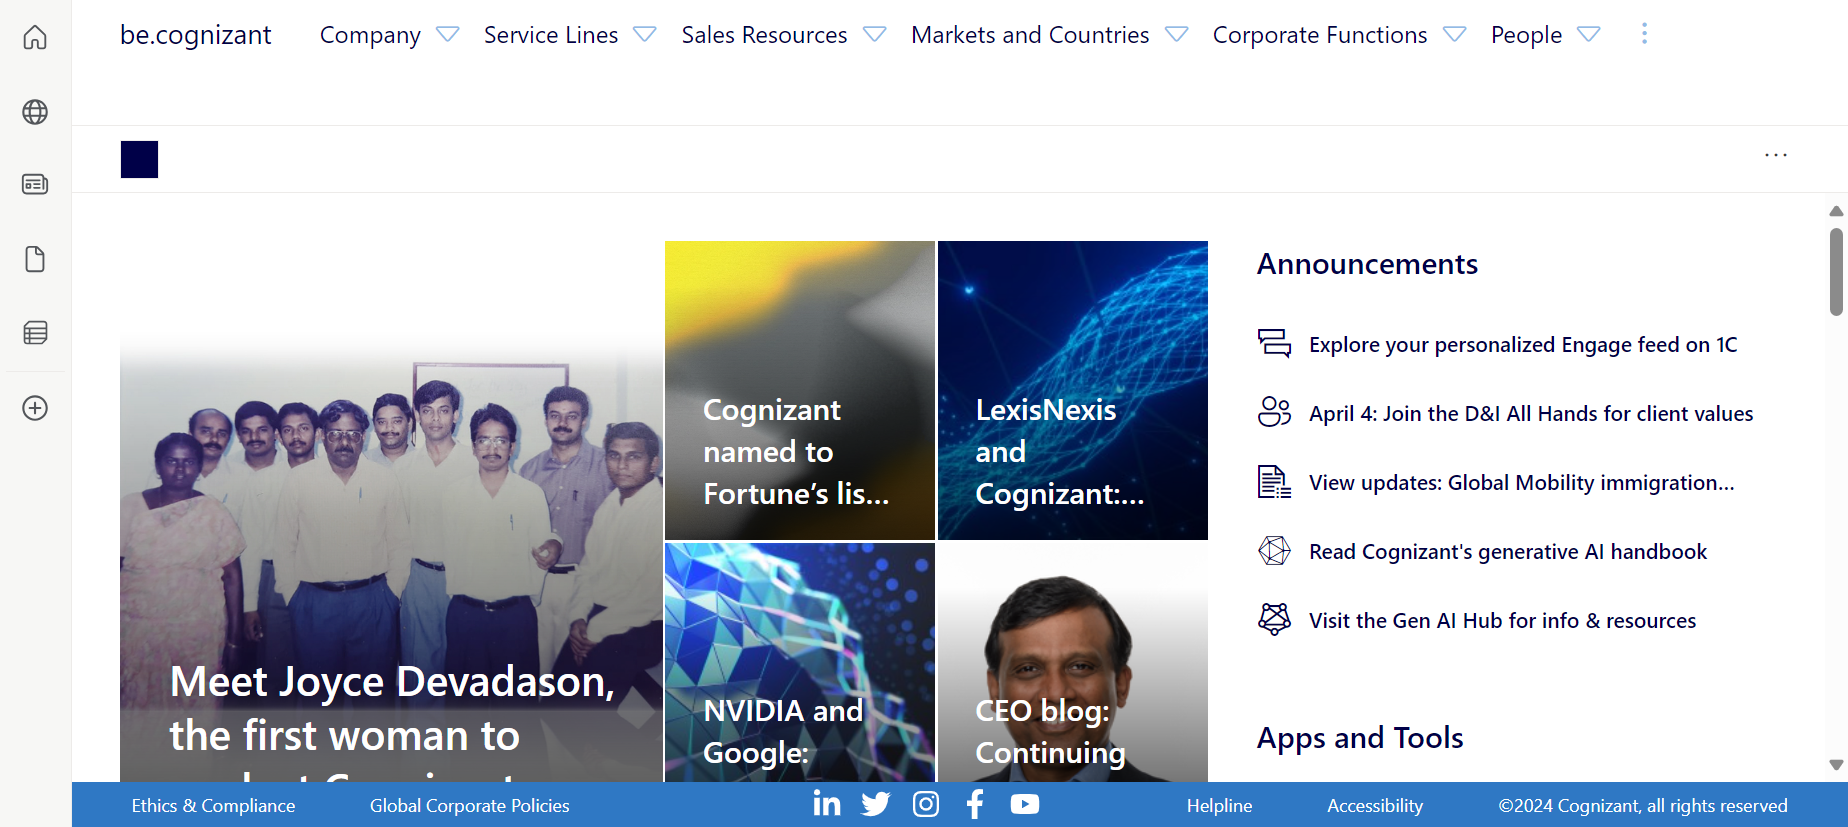 be.cognizant
Company
Service Lines
Sales Resources
Markets and Countries
Corporate Functions
People
Meet Joyce Devadason,
the first woman to
Cognizant
named to
Fortune’s lis...
LexisNexis
and
Cognizant:...
NVIDIA and
Google:
CEO blog:
Continuing
Announcements
Explore your personalized Engage feed on 1C
April 4: Join the D&I All Hands for client values
View updates: Global Mobility immigration...
Read Cognizant's generative AI handbook
Visit the Gen AI Hub for info & resources
Apps and Tools
Ethics & Compliance
Global Corporate Policies
Helpline
Accessibility
©2024 Cognizant, all rights reserved